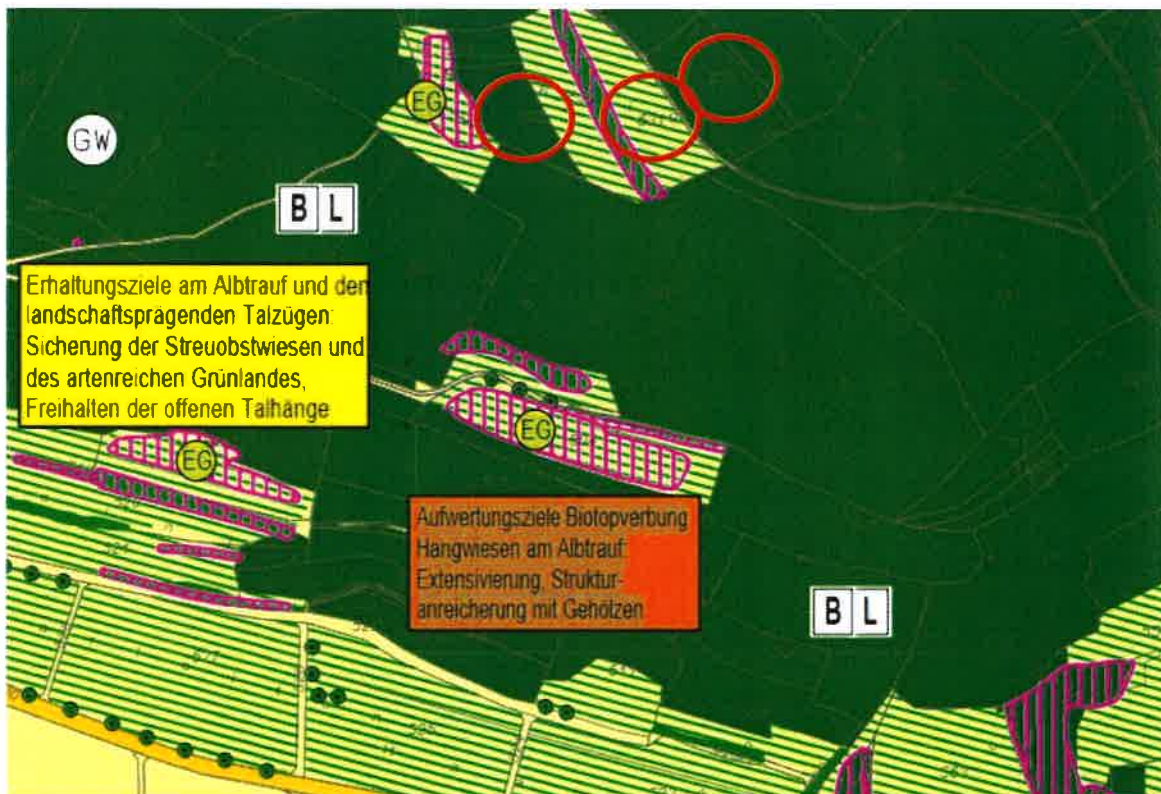 EG
GW
B L
Erhaltungsziele am Albtrauf und den
landschaftsprägenden Talzügen:
Sicherung der Streuobstwiesen und
des artenreichen Grünlandes,
Freihalten der offenen Talhänge
EG
EG
Aufwertungsziele Biotopverbung
Hangwiesen am Albtrauf:
Extensivierung, Struktur-
anreicherung mit Gehölzen
B L